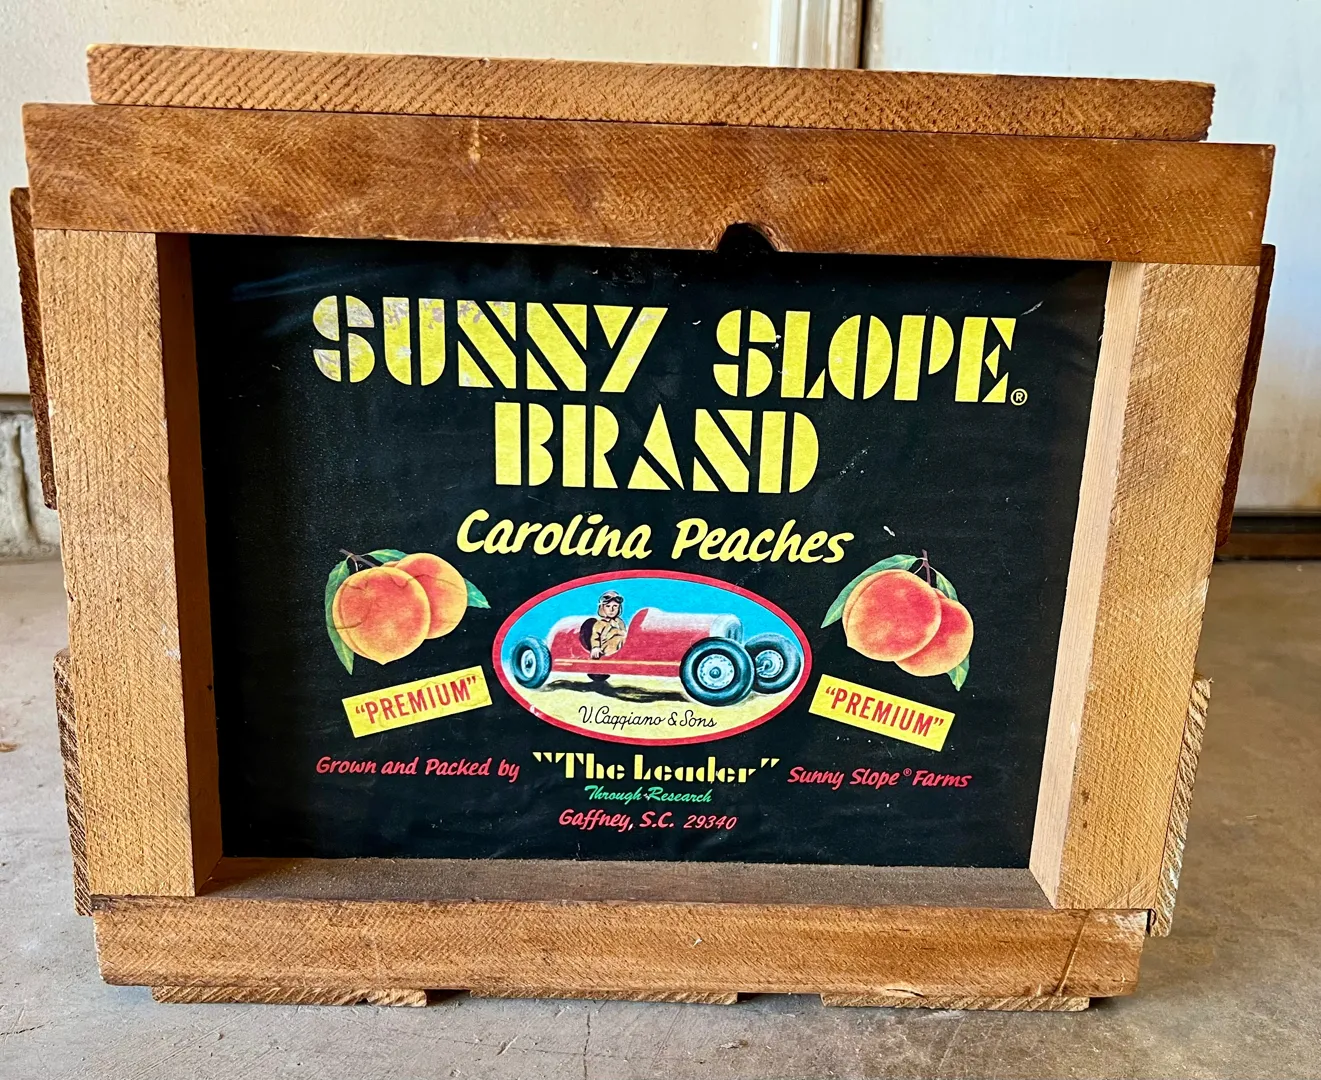 SUNNY SLOPE®
BRAND
Carolina Peaches
V. Caggiano & Sons
"PREMIUM"
"PREMIUM"
Grown and Packed by "The Leader" Sunny Slope® Farms
Through Research
Gaffney, S.C. 29340